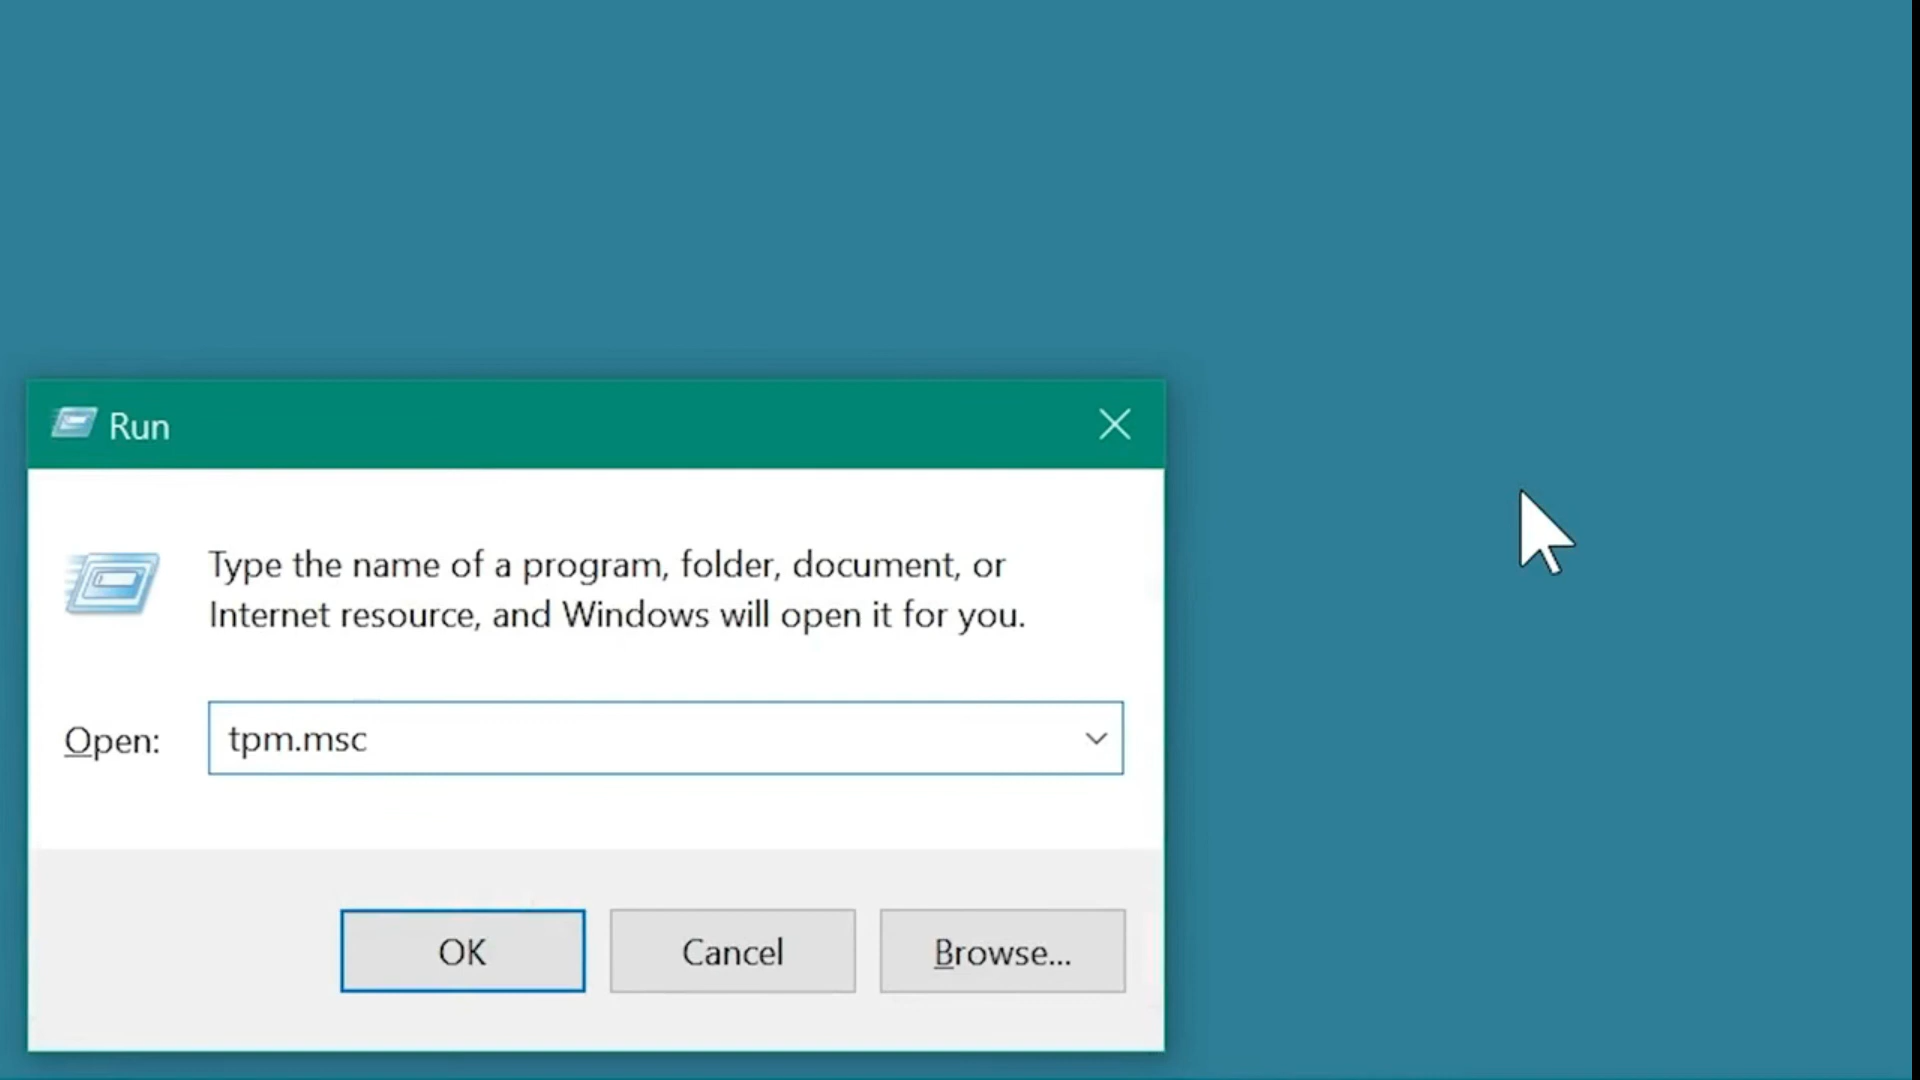 Run
Type the name of a program, folder, document, or
Internet resource, and Windows will open it for you.
Open:
tpm.msc
OK
Cancel
Browse...